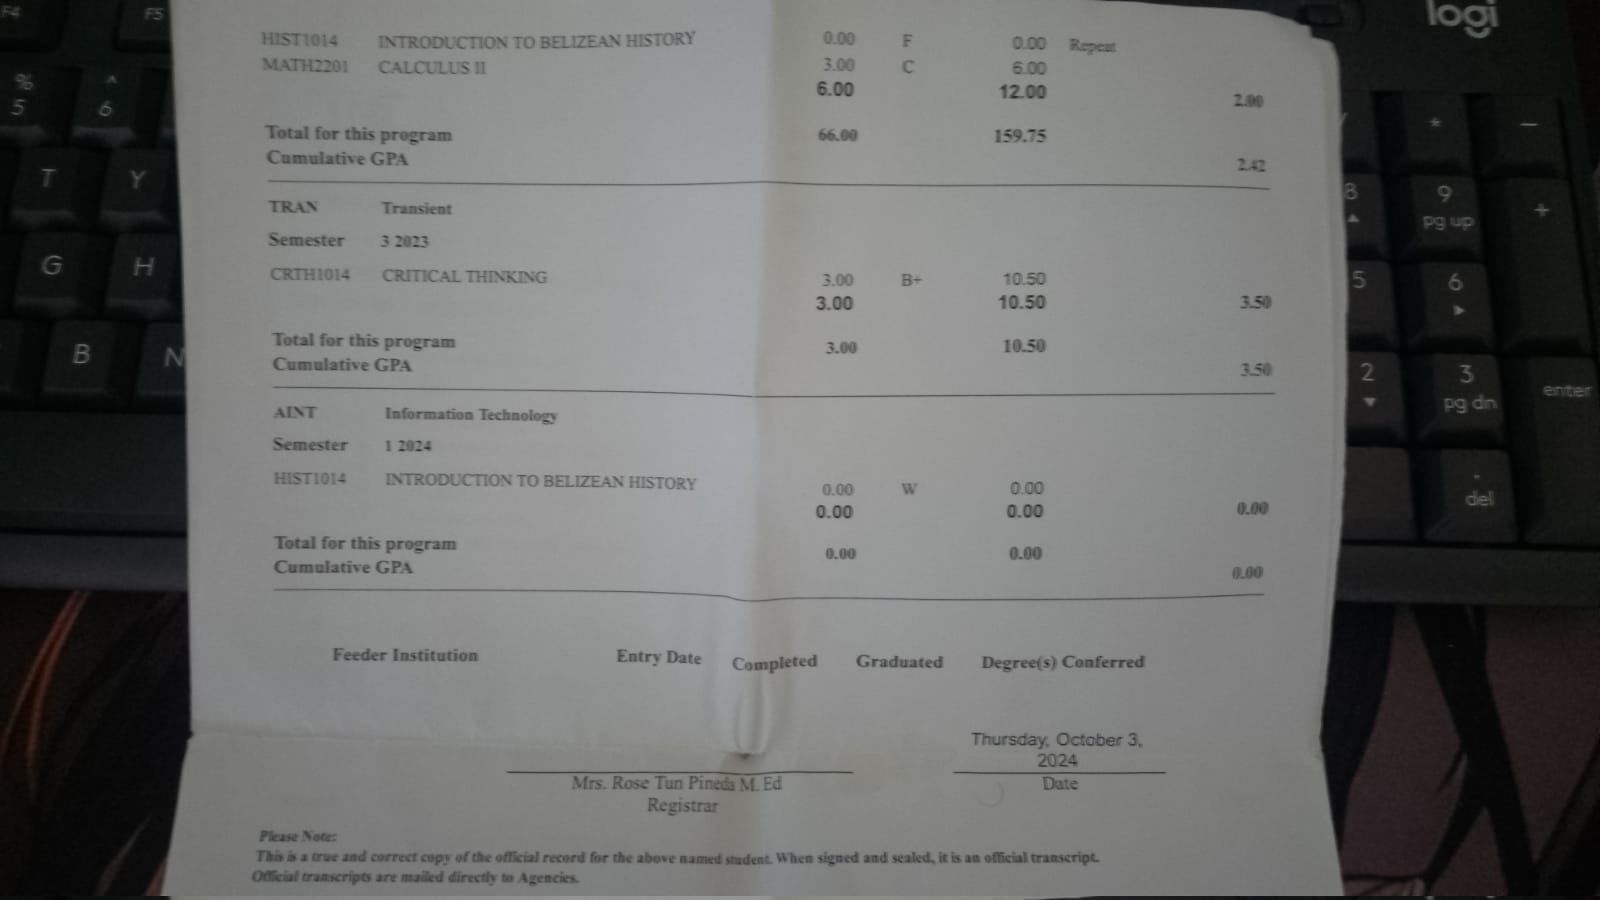 F4 F5 logi
HIST1014 INTRODUCTION TO BELIZEAN HISTORY 0.00 F 0.00 Repeat
MATH2201 CALCULUS II 3.00 C 6.00
6.00 12.00 2.00
Total for this program 66.00 159.75
Cumulative GPA 2.42
TRAN Transient
Semester 3 2023
CRTH1014 CRITICAL THINKING 3.00 B+ 10.50
3.00 10.50 3.50
Total for this program 3.00 10.50
Cumulative GPA 3.50
AINT Information Technology
Semester 1 2024
HIST1014 INTRODUCTION TO BELIZEAN HISTORY 0.00 W 0.00
0.00 0.00 0.00
Total for this program 0.00 0.00
Cumulative GPA 0.00
Feeder Institution Entry Date Completed Graduated Degree(s) Conferred
Thursday, October 3,
2024
Mrs. Rose Tun Pineda M. Ed Date
Registrar
Please Note:
This is a true and correct copy of the official record for the above named student. When signed and sealed, it is an official transcript.
Official transcripts are mailed directly to Agencies.
% ^
5 6
T Y
G H
B N
* -
8 9 pg up +
5 6
2 3 pg dn enter
. del